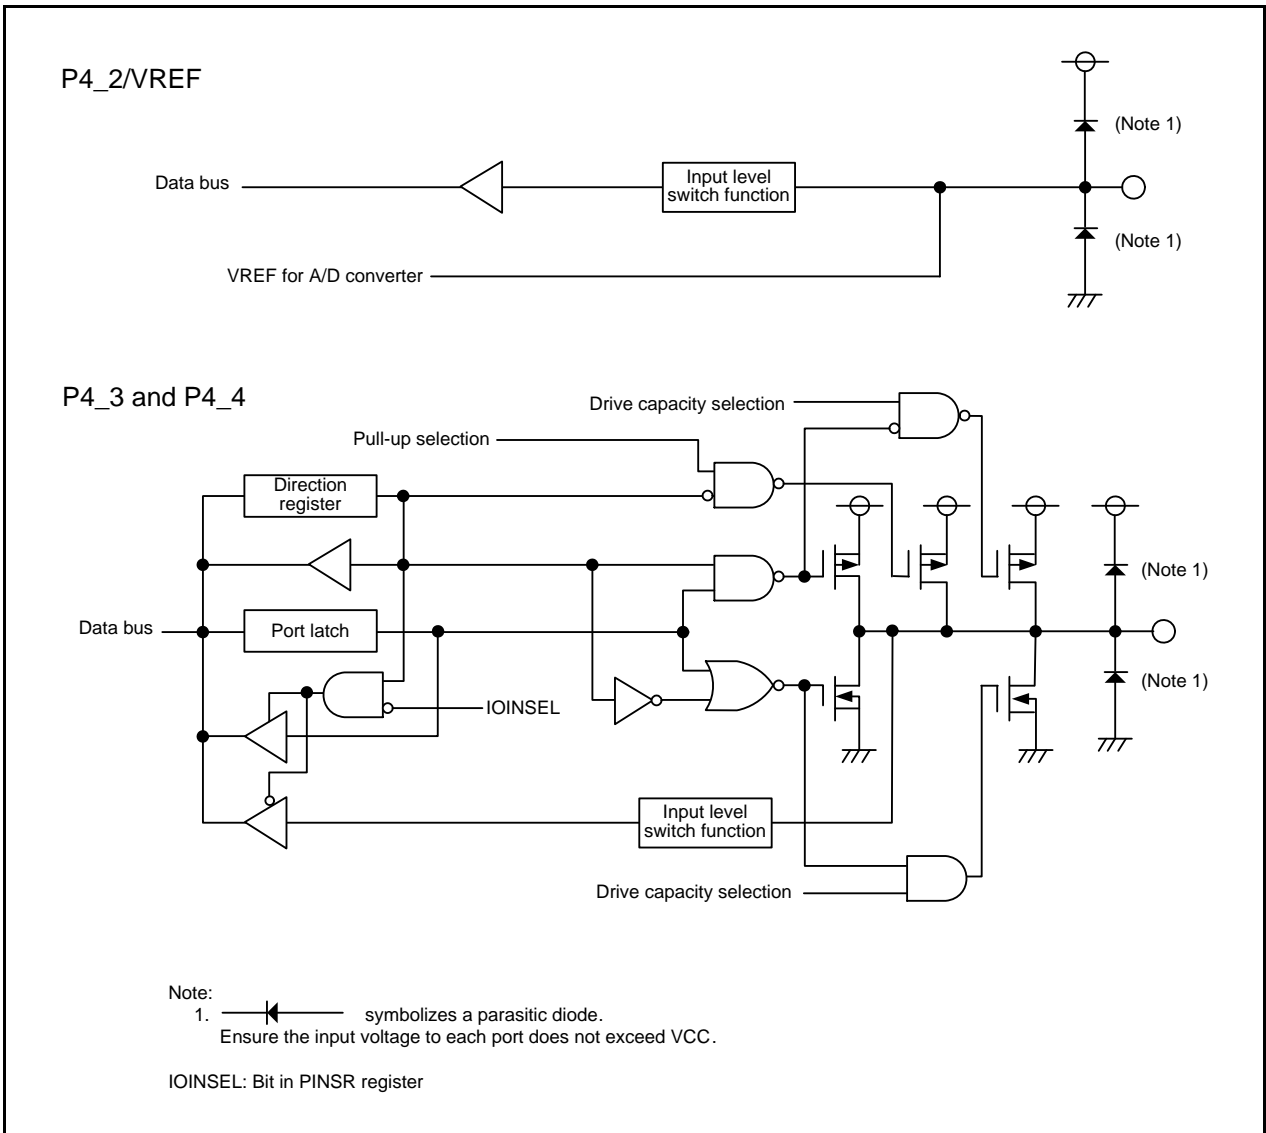 P4_2/VREF
(Note 1)
Data bus
Input level
switch function
(Note 1)
VREF for A/D converter
P4_3 and P4_4
Drive capacity selection
Pull-up selection
Direction
register
(Note 1)
Data bus
Port latch
(Note 1)
IOINSEL
Input level
switch function
Drive capacity selection
Note:
1. symbolizes a parasitic diode.
Ensure the input voltage to each port does not exceed VCC.
IOINSEL: Bit in PINSR register